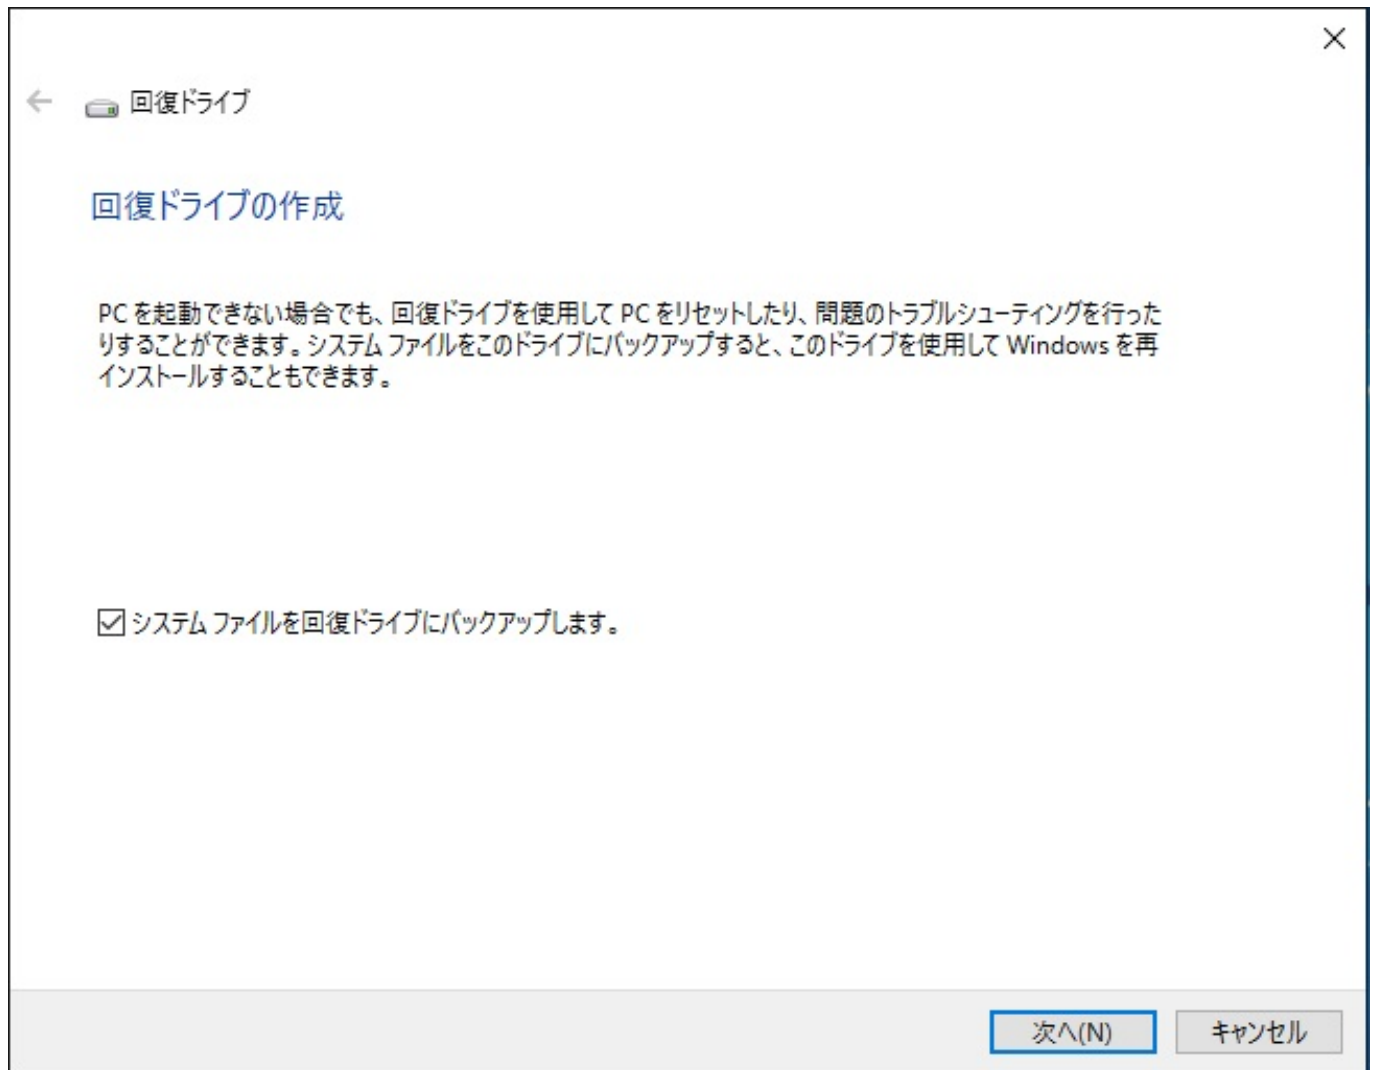 回復ドライブ
回復ドライブの作成
PC を起動できない場合でも、回復ドライブを使用して PC をリセットしたり、問題のトラブルシューティングを行った
りすることができます。システム ファイルをこのドライブにバックアップすると、このドライブを使用して Windows を再
インストールすることもできます。
システム ファイルを回復ドライブにバックアップします。
次へ(N)
キャンセル